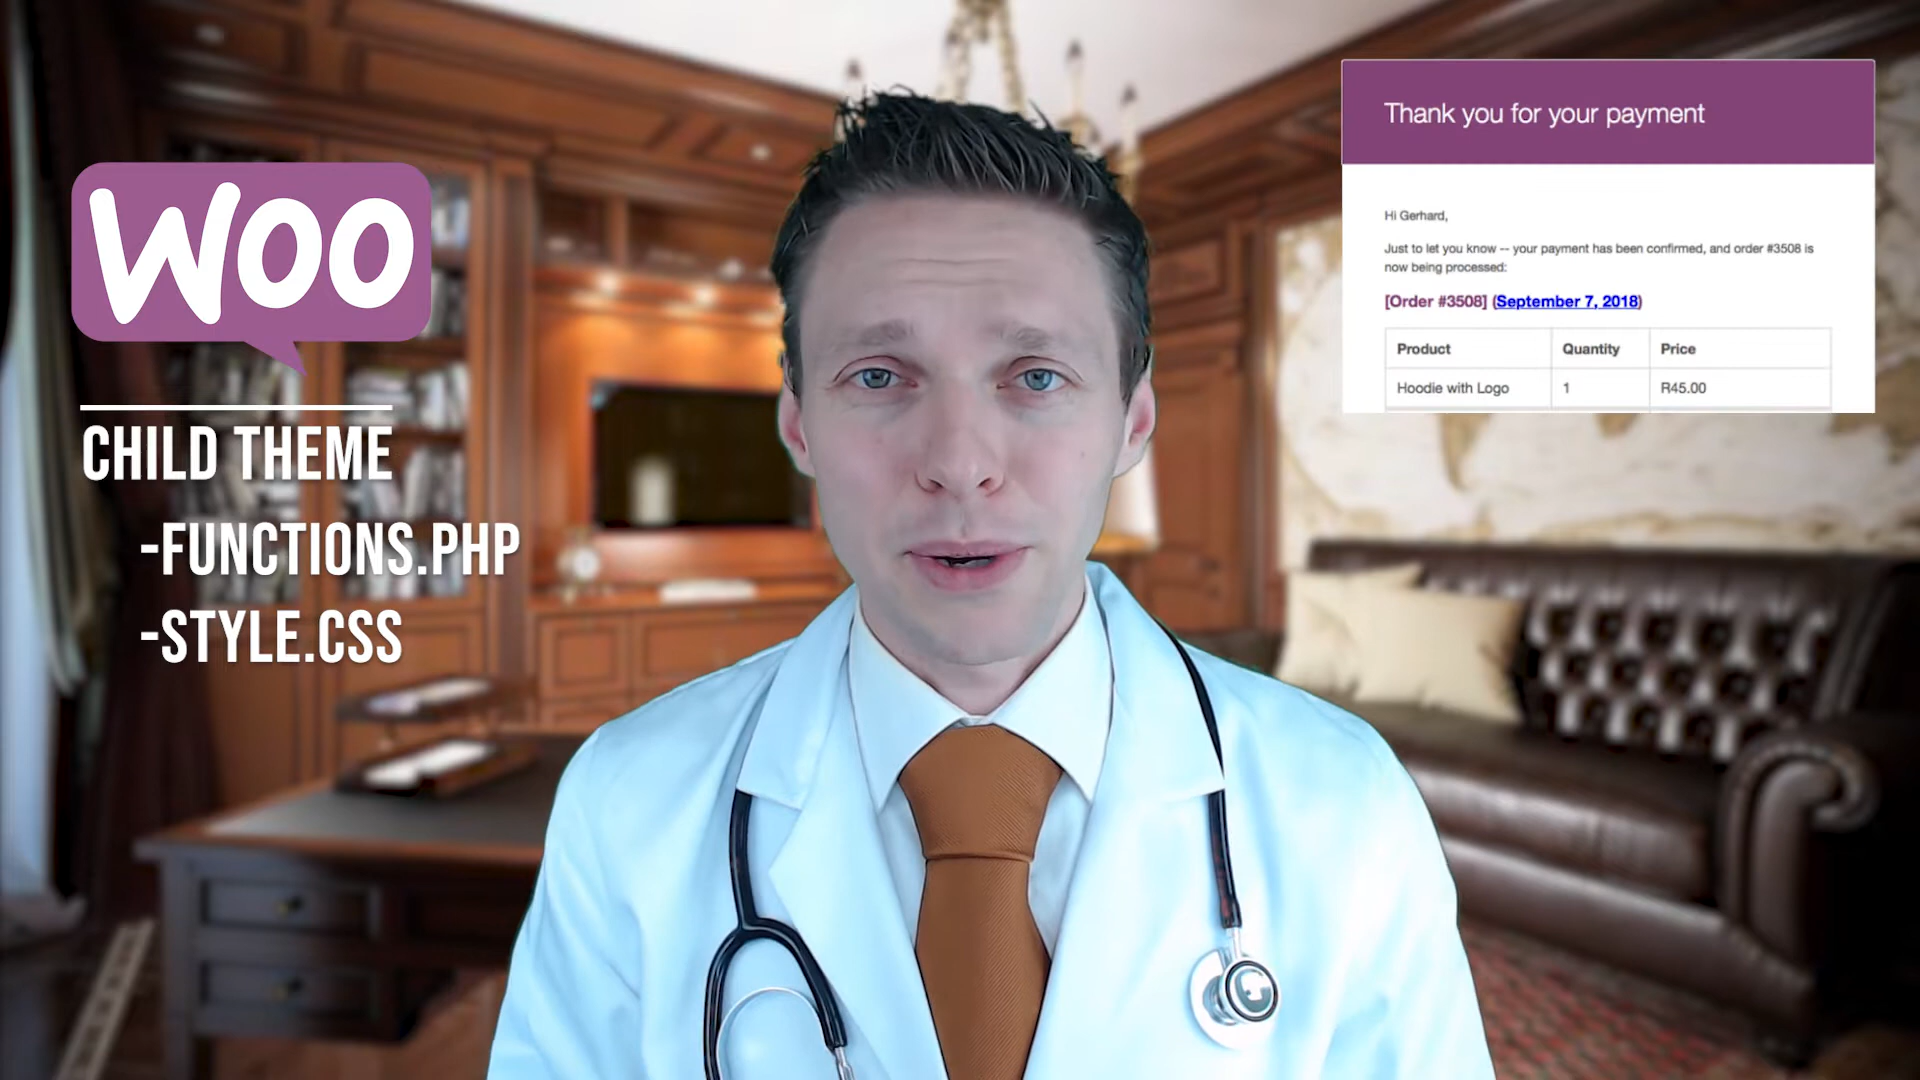 WOO
CHILD THEME
-FUNCTIONS.PHP
-STYLE.CSS
Thank you for your payment
Hi Gerhard,
Just to let you know -- your payment has been confirmed, and order #3508 is
now being processed:
[Order #3508] (September 7, 2018)
Product Quantity Price
Hoodie with Logo 1 R45.00